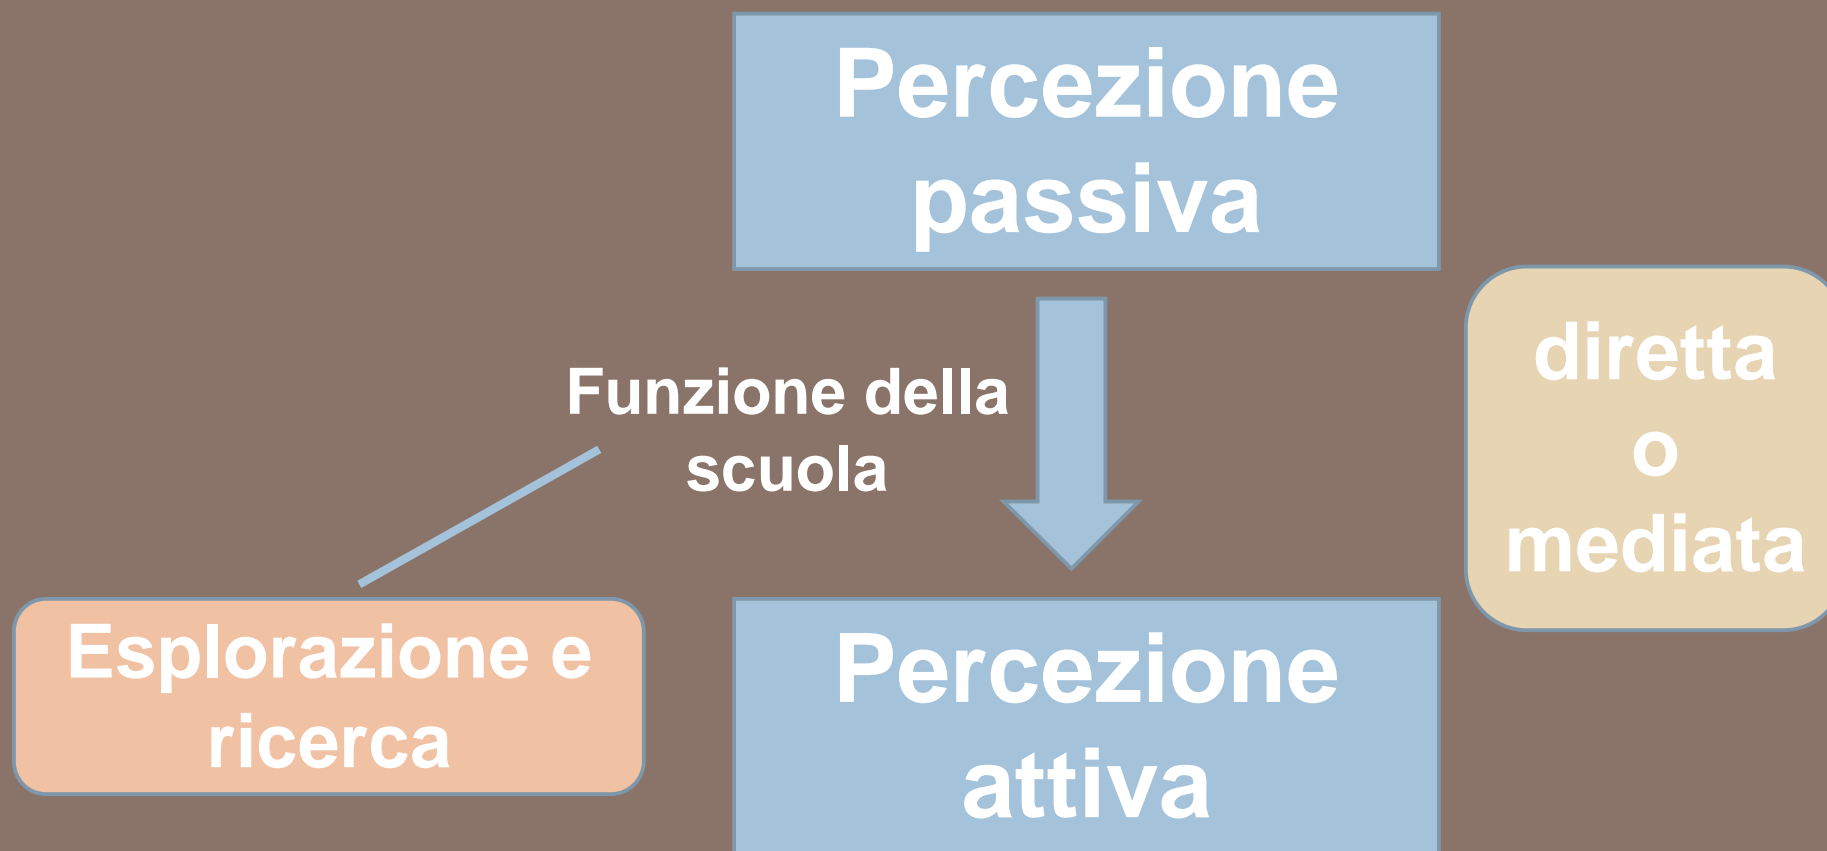 Percezione
passiva
diretta
o
mediata
Funzione della
scuola
Esplorazione e
ricerca
Percezione
attiva